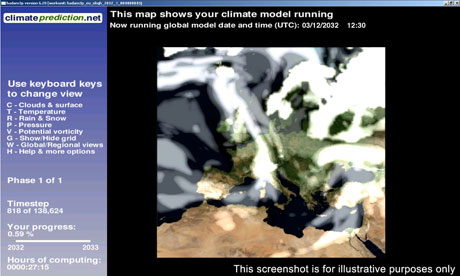 climateprediction.net
Use keyboard keys
to change view
C - Clouds & surface
T - Temperature
R - Rain & Snow
P - Pressure
V - Potential vorticity
G - Show/Hide grid
W - Global/Regional views
H - Help & more options
Phase 1 of 1
Timestep
818 of 138,624
Your progress:
0.59 %
2032 2033
Hours of computing:
0000:27:15
This map shows your climate model running
Now running global model date and time (UTC): 03/12/2032 12:30
This screenshot is for illustrative purposes only